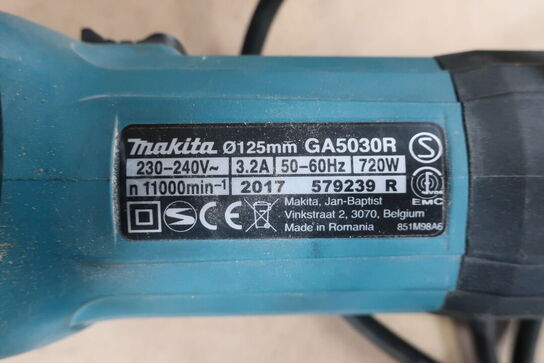 makita Ø125mm GA5030R
230-240V~ 3.2A 50-60Hz 720W
n 11000min-1 2017 579239 R
Makita, Jan-Baptist
Vinkstraat 2, 3070, Belgium
Made in Romania
CE
S
S
EMC
851M98A6